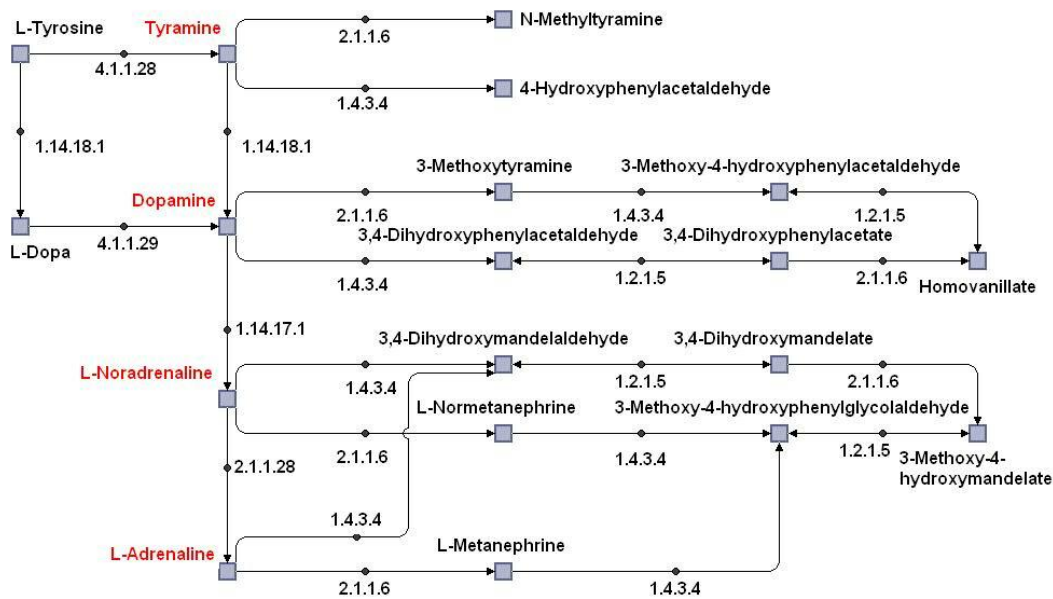 N-Methyltyramine
L-Tyrosine
Tyramine
2.1.1.6
4.1.1.28
4-Hydroxyphenylacetaldehyde
1.4.3.4
1.14.18.1
1.14.18.1
3-Methoxytyramine
3-Methoxy-4-hydroxyphenylacetaldehyde
Dopamine
2.1.1.6
1.4.3.4
1.2.1.5
L-Dopa
4.1.1.29
3,4-Dihydroxyphenylacetaldehyde
3,4-Dihydroxyphenylacetate
1.4.3.4
1.2.1.5
2.1.1.6
Homovanillate
1.14.17.1
3,4-Dihydroxymandelaldehyde
3,4-Dihydroxymandelate
L-Noradrenaline
1.4.3.4
1.2.1.5
2.1.1.6
L-Normetanephrine
3-Methoxy-4-hydroxyphenylglycolaldehyde
2.1.1.6
1.4.3.4
1.2.1.5
3-Methoxy-4-
hydroxymandelate
2.1.1.28
1.4.3.4
L-Adrenaline
L-Metanephrine
2.1.1.6
1.4.3.4